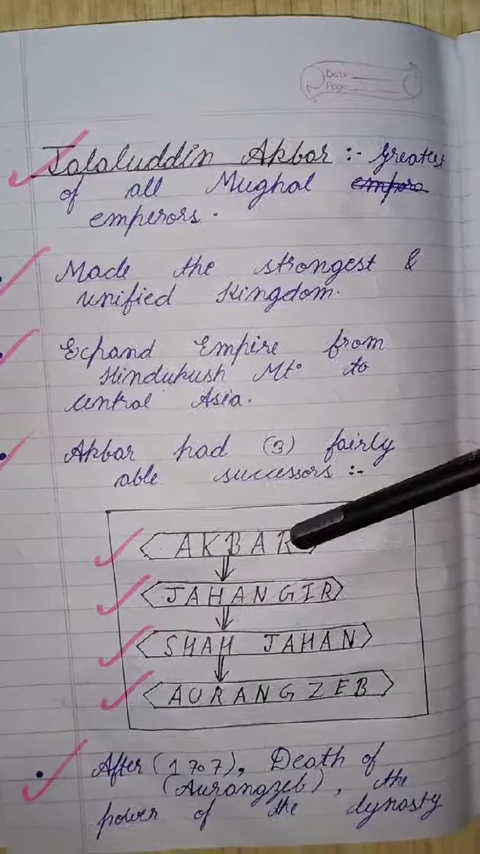 Date
Page
Jalaluddin Akbar :- Greatest
of all Mughal empora
emperors.
Made the strongest &
unified Kingdom.
Expand Empire from
Hindukush Mt. to
Central Asia.
Akbar had (3) fairly
able successors :-
AKBAR
JAHANGIR
SHAH JAHAN
AURANGZEB
After (1707), Death of
(Aurangzeb), the
power of the dynasty